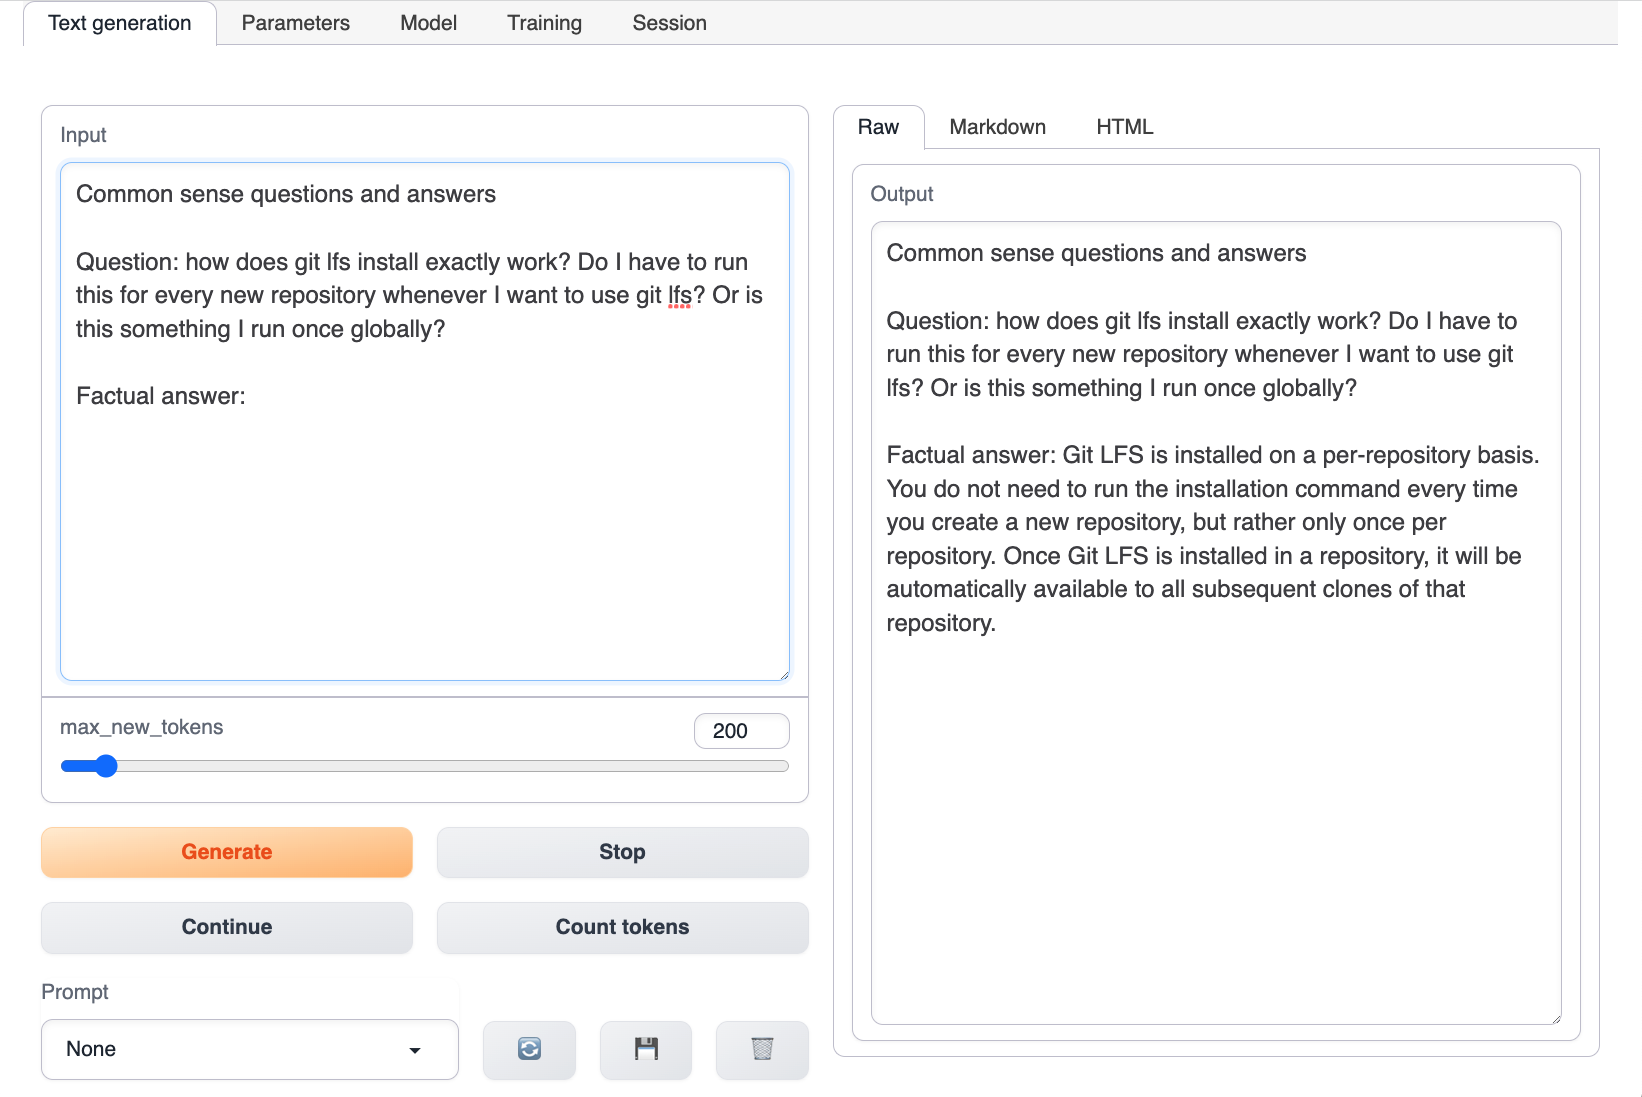 Text generation
Parameters
Model
Training
Session
Input
Common sense questions and answers
Question: how does git lfs install exactly work? Do I have to run
this for every new repository whenever I want to use git lfs? Or is
this something I run once globally?
Factual answer:
max_new_tokens
200
Generate
Stop
Continue
Count tokens
Prompt
None
Raw
Markdown
HTML
Output
Common sense questions and answers
Question: how does git lfs install exactly work? Do I have to
run this for every new repository whenever I want to use git
lfs? Or is this something I run once globally?
Factual answer: Git LFS is installed on a per-repository basis.
You do not need to run the installation command every time
you create a new repository, but rather only once per
repository. Once Git LFS is installed in a repository, it will be
automatically available to all subsequent clones of that
repository.